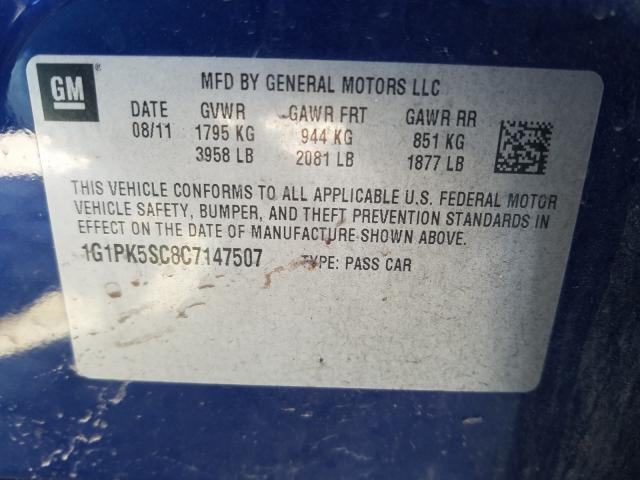 GM
MFD BY GENERAL MOTORS LLC
DATE GVWR GAWR FRT GAWR RR
08/11 1795 KG 944 KG 851 KG
3958 LB 2081 LB 1877 LB
THIS VEHICLE CONFORMS TO ALL APPLICABLE U.S. FEDERAL MOTOR
VEHICLE SAFETY, BUMPER, AND THEFT PREVENTION STANDARDS IN
EFFECT ON THE DATE OF MANUFACTURE SHOWN ABOVE.
1G1PK5SC8C7147507 TYPE: PASS CAR